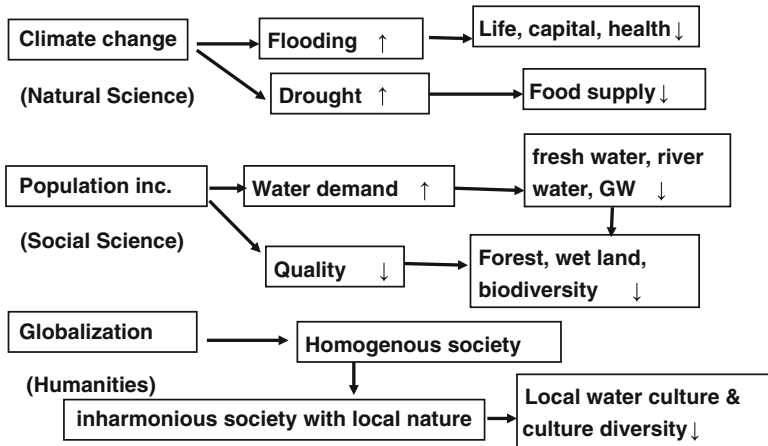 Climate change
Flooding ↑
Life, capital, health↓
(Natural Science)
Drought ↑
Food supply↓
Population inc.
Water demand ↑
fresh water, river
water, GW ↓
(Social Science)
Quality ↓
Forest, wet land,
biodiversity ↓
Globalization
Homogenous society
(Humanities)
inharmonious society with local nature
Local water culture &
culture diversity↓